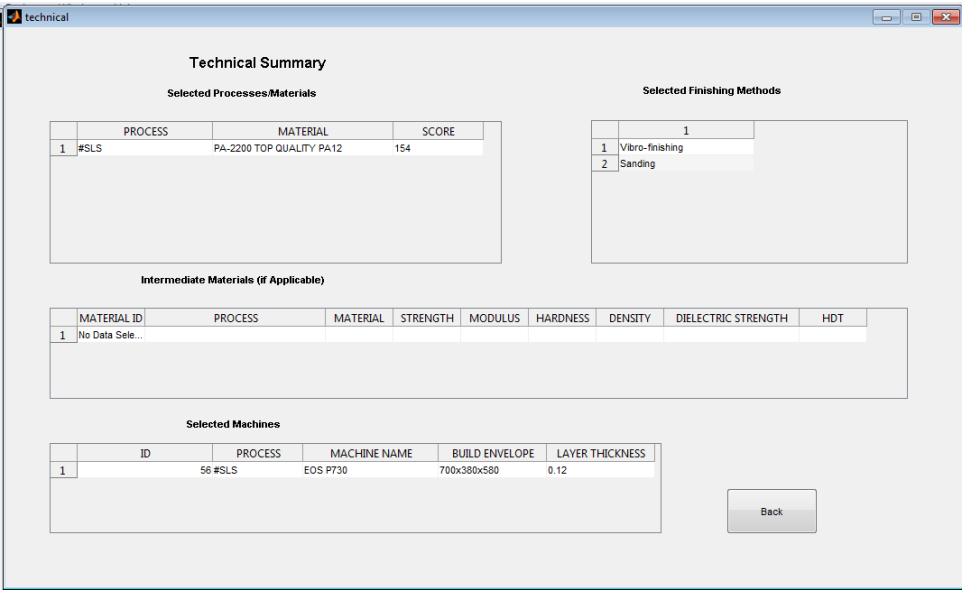 technical
Technical Summary
Selected Processes/Materials
Selected Finishing Methods
PROCESS MATERIAL SCORE
1 #SLS PA-2200 TOP QUALITY PA12 154
1
1 Vibro-finishing
2 Sanding
Intermediate Materials (if Applicable)
MATERIAL ID PROCESS MATERIAL STRENGTH MODULUS HARDNESS DENSITY DIELECTRIC STRENGTH HDT
1 No Data Sele...
Selected Machines
ID PROCESS MACHINE NAME BUILD ENVELOPE LAYER THICKNESS
1 56 #SLS EOS P730 700x380x580 0.12
Back